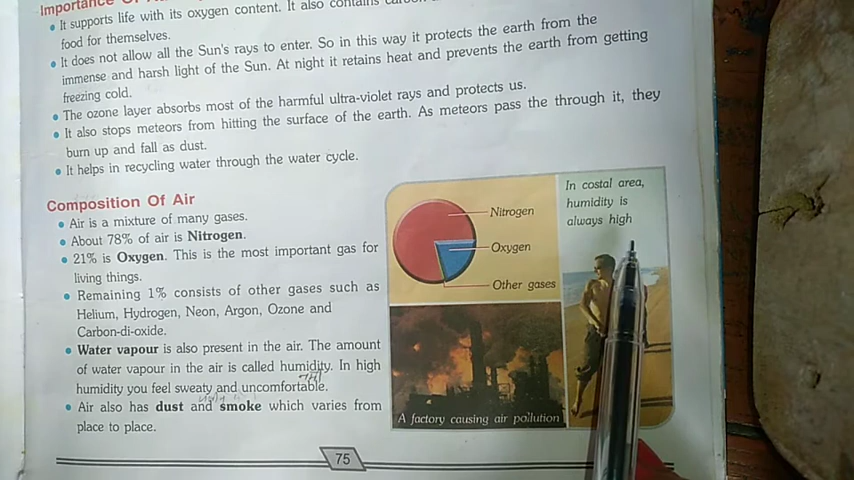 Importance Of
• It supports life with its oxygen content. It also contains
food for themselves.
• It does not allow all the Sun's rays to enter. So in this way it protects the earth from the
immense and harsh light of the Sun. At night it retains heat and prevents the earth from getting
freezing cold.
• The ozone layer absorbs most of the harmful ultra-violet rays and protects us.
• It also stops meteors from hitting the surface of the earth. As meteors pass the through it, they
burn up and fall as dust.
• It helps in recycling water through the water cycle.
Composition Of Air
• Air is a mixture of many gases.
• About 78% of air is Nitrogen.
• 21% is Oxygen. This is the most important gas for
living things.
• Remaining 1% consists of other gases such as
Helium, Hydrogen, Neon, Argon, Ozone and
Carbon-di-oxide.
• Water vapour is also present in the air. The amount
of water vapour in the air is called humidity. In high
humidity you feel sweaty and uncomfortable.
• Air also has dust and smoke which varies from
place to place.
Nitrogen
Oxygen
Other gases
In costal area,
humidity is
always high
A factory causing air pollution
75